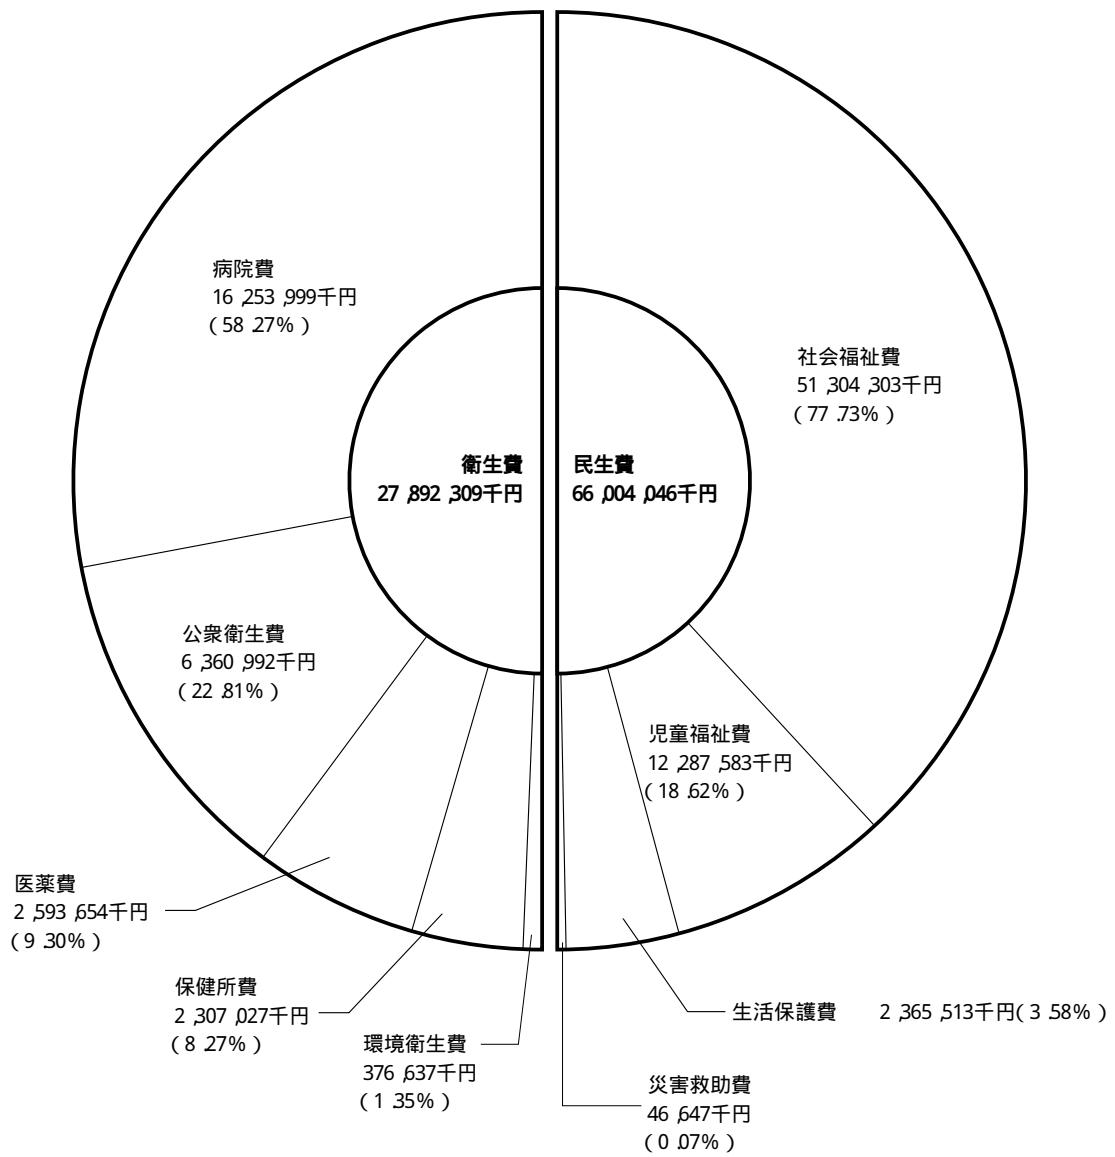 病院費
16,253,999千円
(58.27%)
社会福祉費
51,304,303千円
(77.73%)
衛生費
27,892,309千円
民生費
66,004,046千円
公衆衛生費
6,360,992千円
(22.81%)
児童福祉費
12,287,583千円
(18.62%)
医薬費
2,593,654千円
(9.30%)
保健所費
2,307,027千円
(8.27%)
環境衛生費
376,637千円
(1.35%)
生活保護費 2,365,513千円(3.58%)
災害救助費
46,647千円
(0.07%)